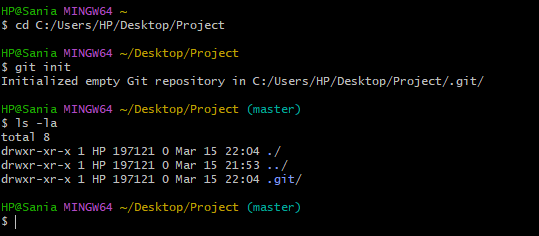 HP@Sania MINGW64 ~
$ cd C:/Users/HP/Desktop/Project
HP@Sania MINGW64 ~/Desktop/Project
$ git init
Initialized empty Git repository in C:/Users/HP/Desktop/Project/.git/
HP@Sania MINGW64 ~/Desktop/Project (master)
$ ls -la
total 8
drwxr-xr-x 1 HP 197121 0 Mar 15 22:04 ./
drwxr-xr-x 1 HP 197121 0 Mar 15 21:53 ../
drwxr-xr-x 1 HP 197121 0 Mar 15 22:04 .git/
HP@Sania MINGW64 ~/Desktop/Project (master)
$